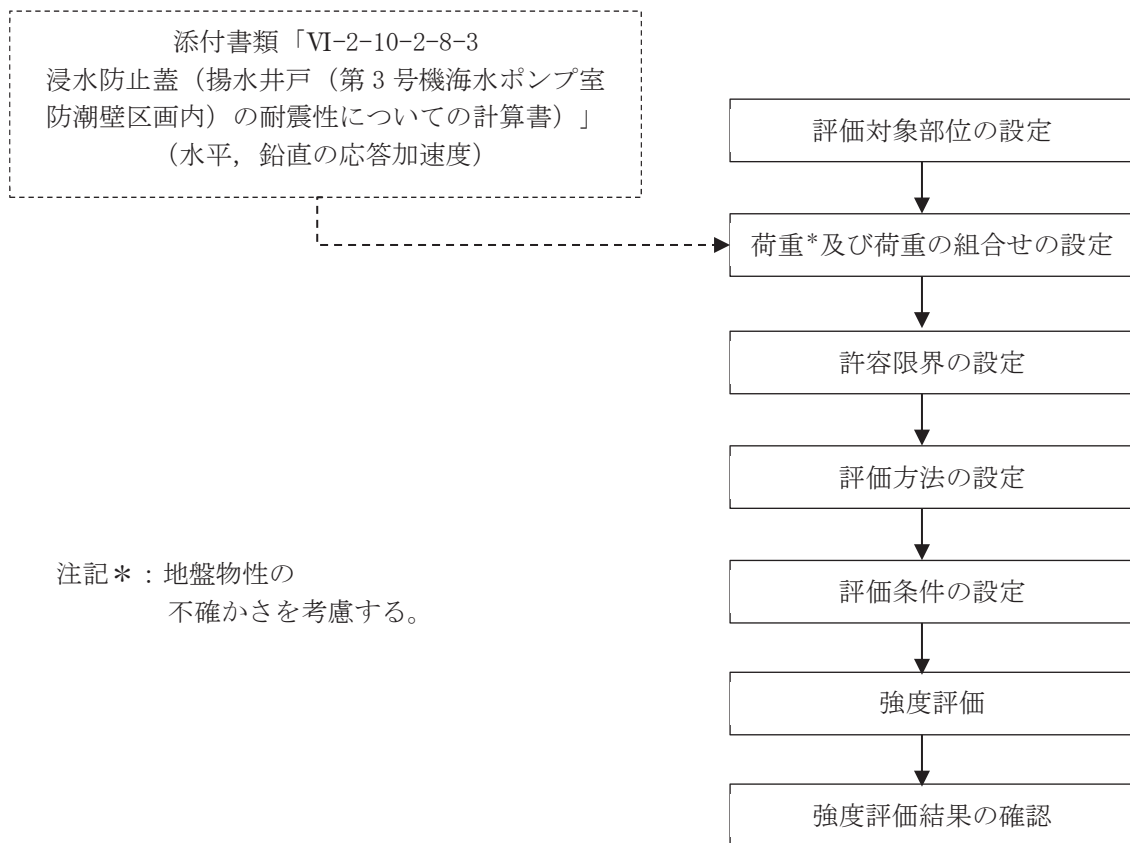 添付書類「Ⅵ-2-10-2-8-3
浸水防止蓋（揚水井戸（第 3 号機海水ポンプ室
防潮壁区画内）の耐震性についての計算書）」
（水平，鉛直の応答加速度）
評価対象部位の設定
荷重*及び荷重の組合せの設定
許容限界の設定
評価方法の設定
評価条件の設定
強度評価
強度評価結果の確認
注記＊：地盤物性の
不確かさを考慮する。